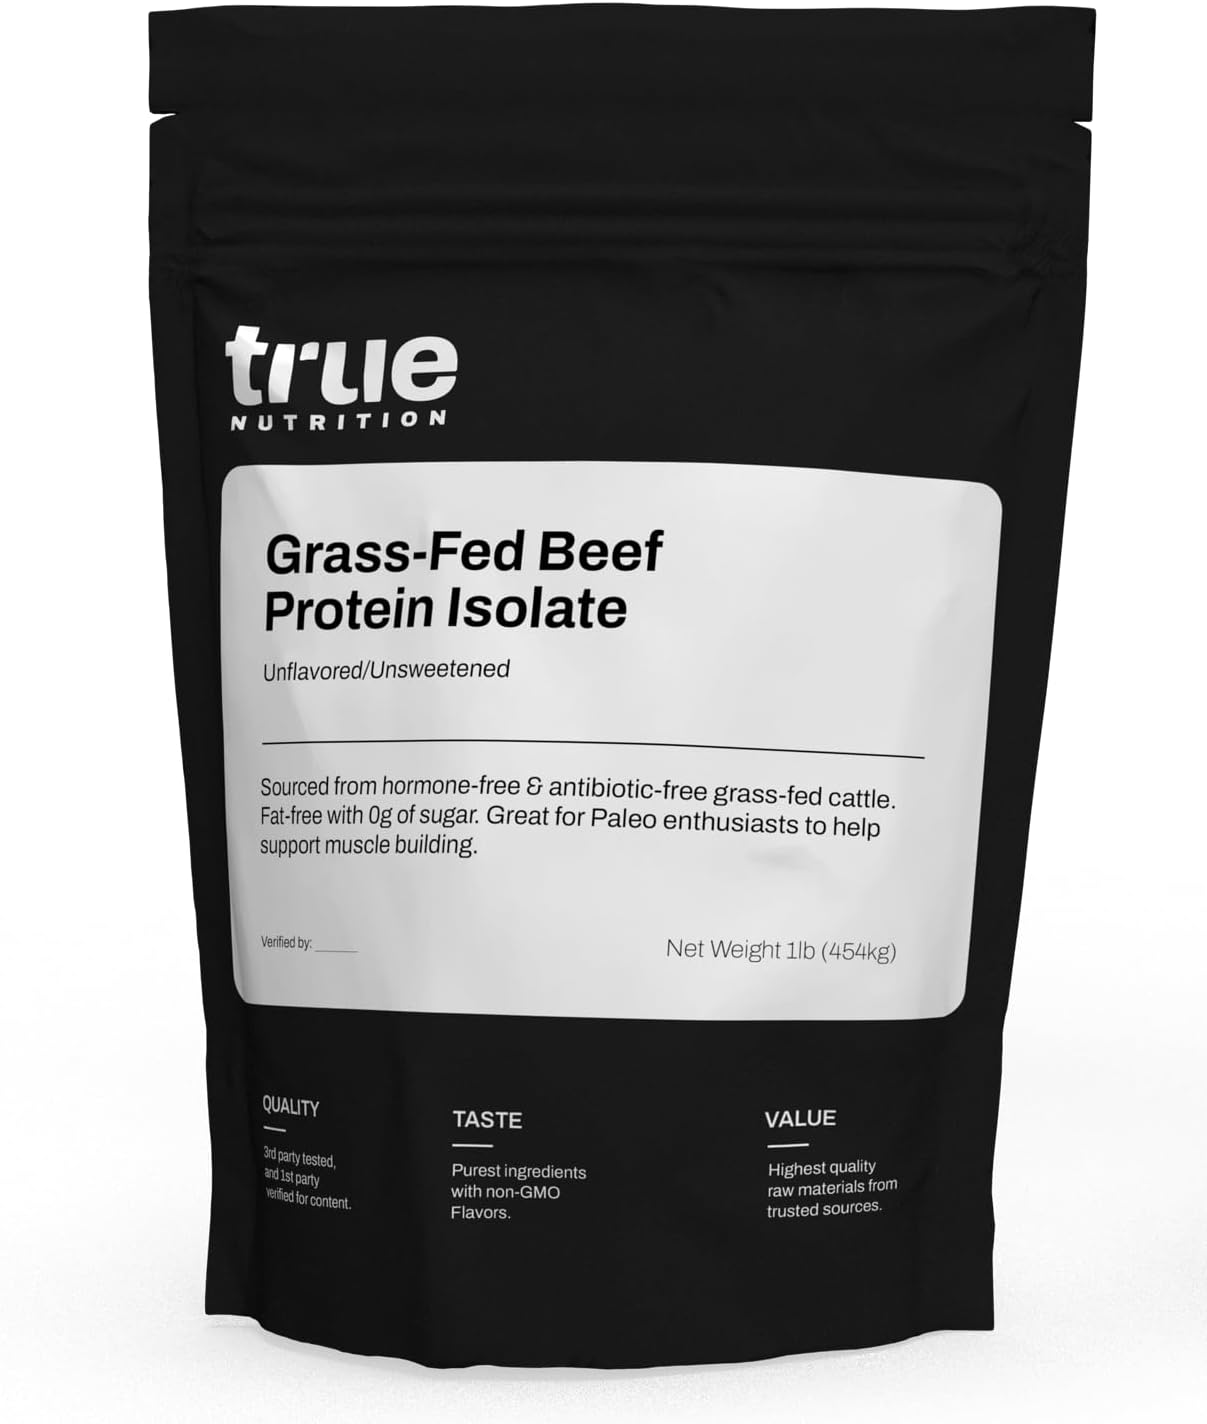 true
NUTRITION
Grass-Fed Beef
Protein Isolate
Unflavored/Unsweetened
Sourced from hormone-free & antibiotic-free grass-fed cattle.
Fat-free with 0g of sugar. Great for Paleo enthusiasts to help
support muscle building.
Verified by: _____
Net Weight 1lb (454kg)
QUALITY
3rd party tested,
and 1st party
verified for content.
TASTE
Purest ingredients
with non-GMO
Flavors.
VALUE
Highest quality
raw materials from
trusted sources.